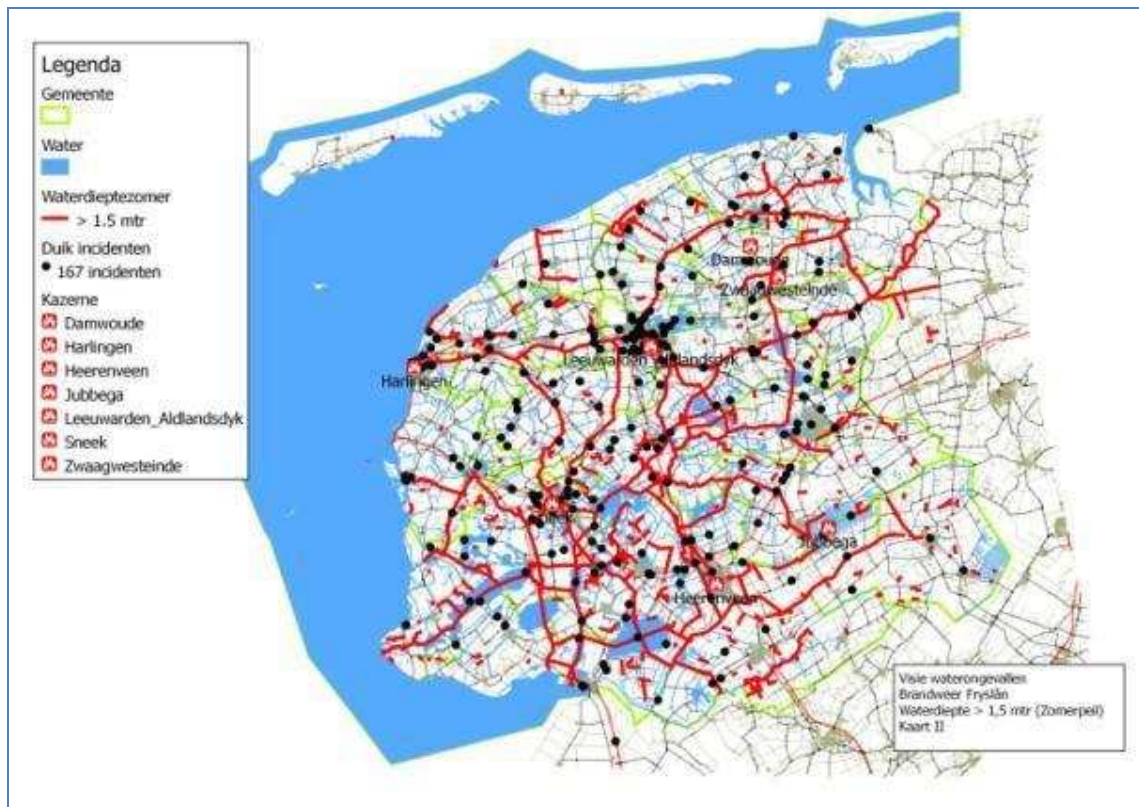 Legenda
Gemeente
Water
Waterdieptezomer
> 1.5 mtr
Duik incidenten
167 incidenten
Kazerne
Damwoude
Harlingen
Heerenveen
Jubbega
Leeuwarden_Aldlandsdyk
Sneek
Zwaagwesteinde
Damwoude
Zwaagwesteinde
Leeuwarden_Aldlandsdyk
Harlingen
Jubbega
Heerenveen
Visie waterongevallen
Brandweer Fryslân
Waterdiepte > 1,5 mtr (Zomerpeil)
Kaart II